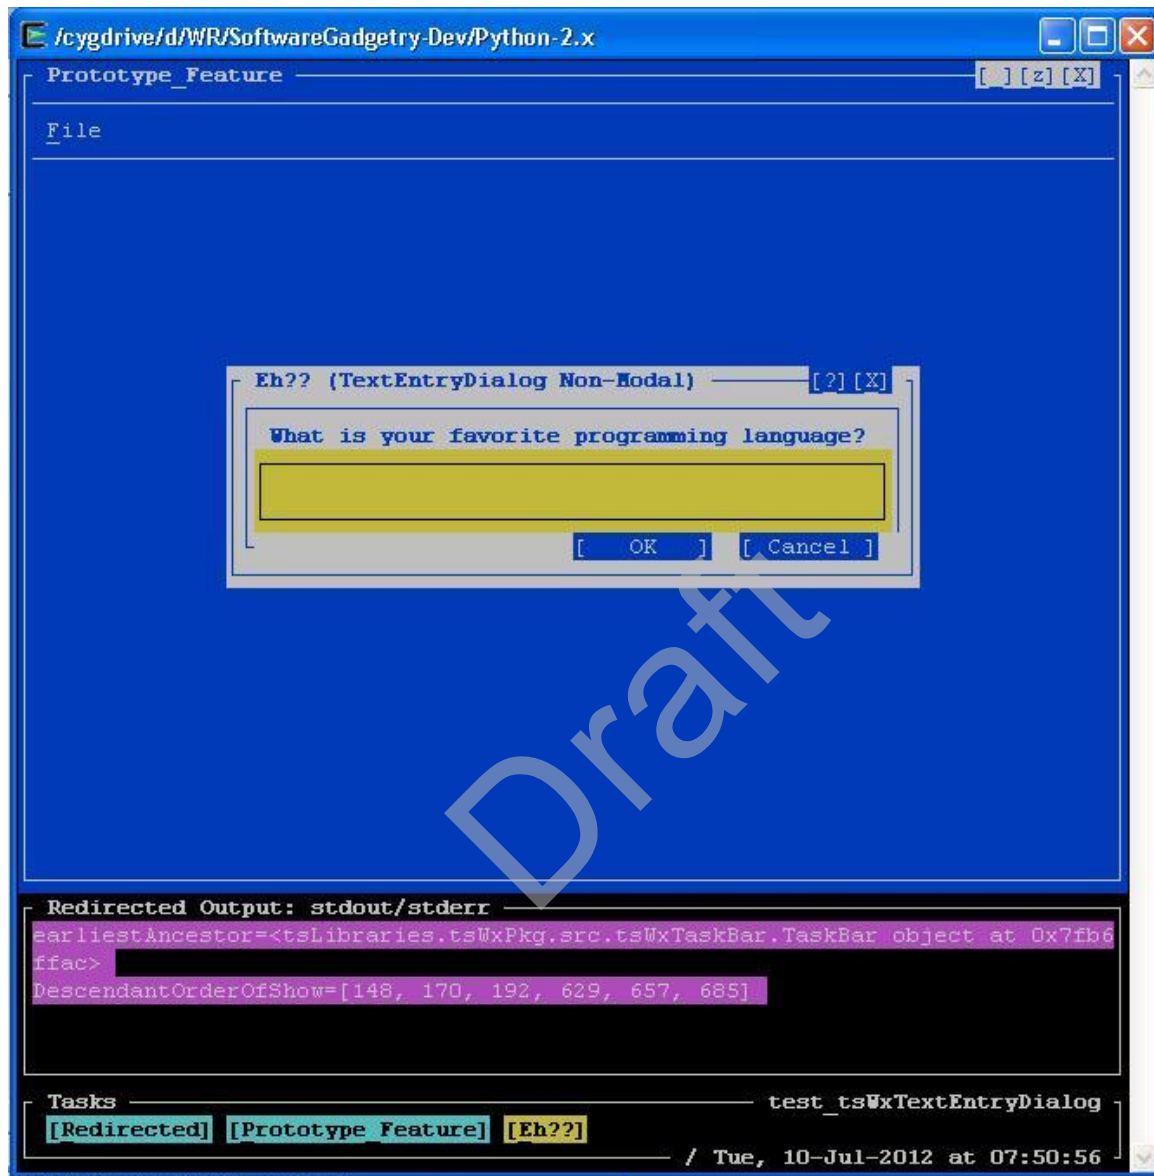 /cygdrive/d/WR/SoftwareGadgetry-Dev/Python-2.x
Prototype_Feature [_][z][X]
File
Eh?? (TextEntryDialog Non-Modal) [?][X]
What is your favorite programming language?
[ OK ] [ Cancel ]
Draft
Redirected Output: stdout/stderr
earliestAncestor=<tsLibraries.tsWxPkg.src.tsWxTaskBar.TaskBar object at 0x7fb6
ffac>
DescendantOrderOfShow=[148, 170, 192, 629, 657, 685]
Tasks test_tsWxTextEntryDialog
[Redirected] [Prototype_Feature] [Eh??]
/ Tue, 10-Jul-2012 at 07:50:56